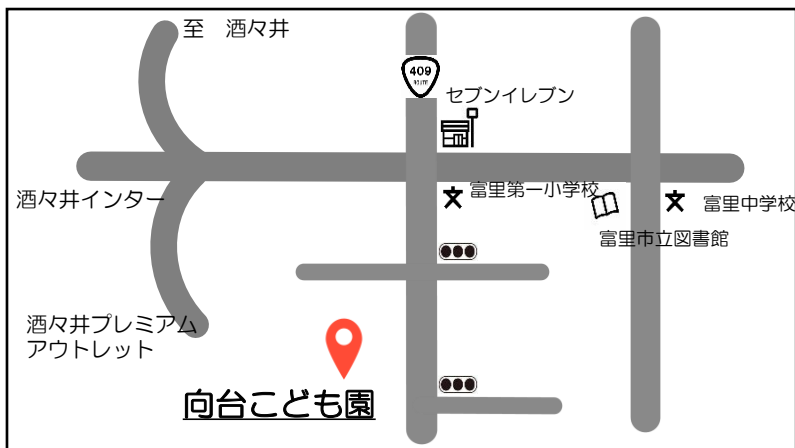 至　酒々井
409
ROUTE
セブンイレブン
酒々井インター
富里第一小学校
富里中学校
富里市立図書館
酒々井プレミアム
アウトレット
向台こども園